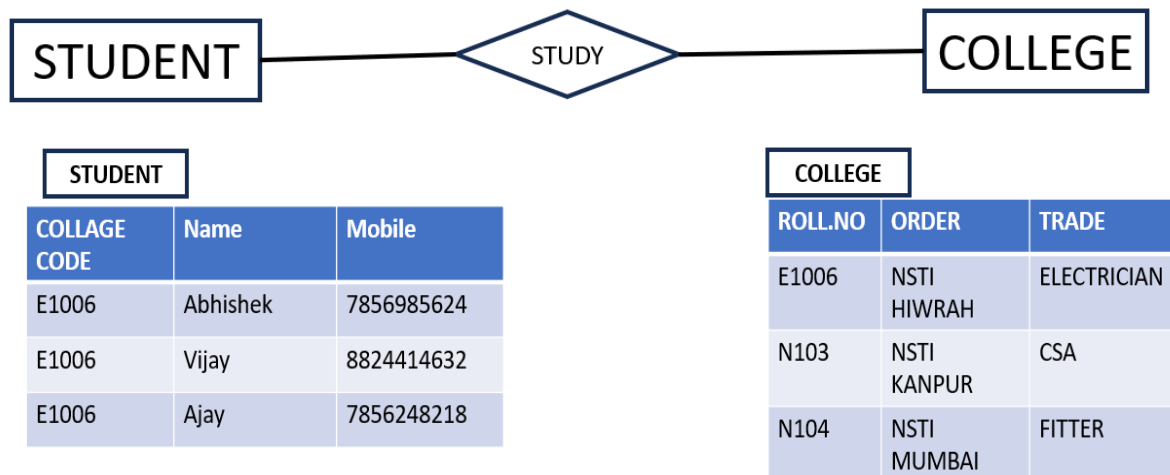 STUDENT
STUDY
COLLEGE
STUDENT
COLLAGE CODE Name Mobile
E1006 Abhishek 7856985624
E1006 Vijay 8824414632
E1006 Ajay 7856248218
COLLEGE
ROLL.NO ORDER TRADE
E1006 NSTI HIWRAH ELECTRICIAN
N103 NSTI KANPUR CSA
N104 NSTI MUMBAI FITTER